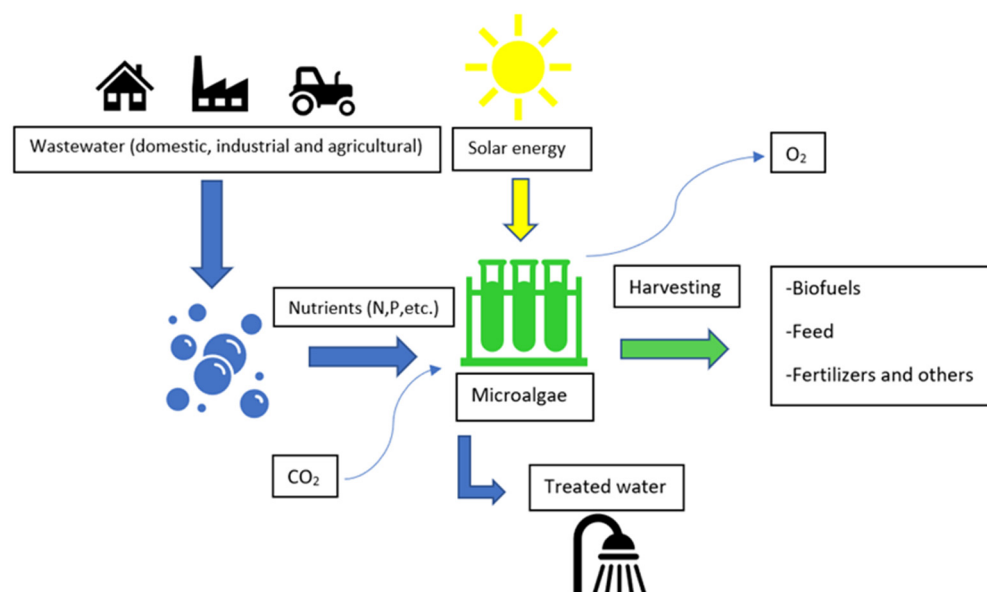 Wastewater (domestic, industrial and agricultural)
Solar energy
O₂
Nutrients (N,P,etc.)
Harvesting
-Biofuels
-Feed
-Fertilizers and others
Microalgae
CO₂
Treated water